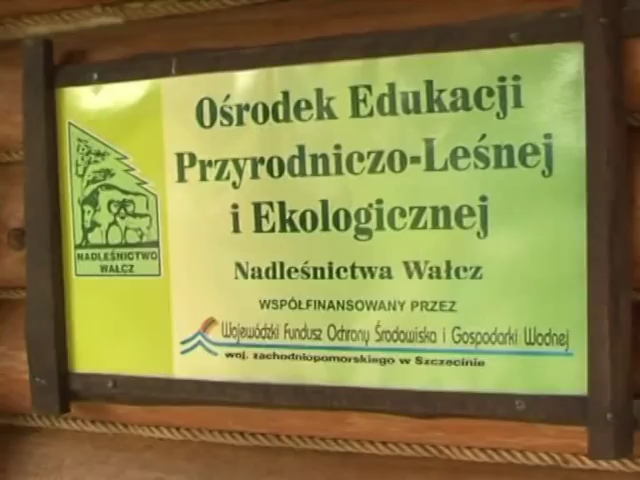 Ośrodek Edukacji
Przyrodniczo-Leśnej
i Ekologicznej
Nadleśnictwa Wałcz
WSPÓŁFINANSOWANY PRZEZ
Wojewódzki Fundusz Ochrony Środowiska i Gospodarki Wodnej
woj. zachodniopomorskiego w Szczecinie
NADLEŚNICTWO
WAŁCZ